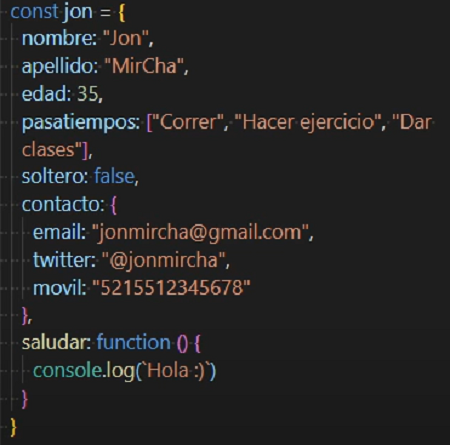 const jon = {
nombre: "Jon",
apellido: "MirCha",
edad: 35,
pasatiempos: ["Correr", "Hacer ejercicio", "Dar
clases"],
soltero: false,
contacto: {
email: "jonmircha@gmail.com",
twitter: "@jonmircha",
movil: "5215512345678"
},
saludar: function () {
console.log(`Hola :)`)
}
}